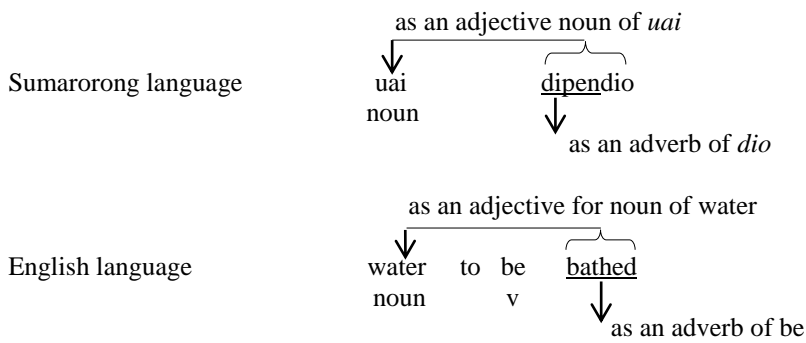 as an adjective noun of uai
Sumarorong language uai dipendio
noun
as an adverb of dio
as an adjective for noun of water
English language water to be bathed
noun v
as an adverb of be